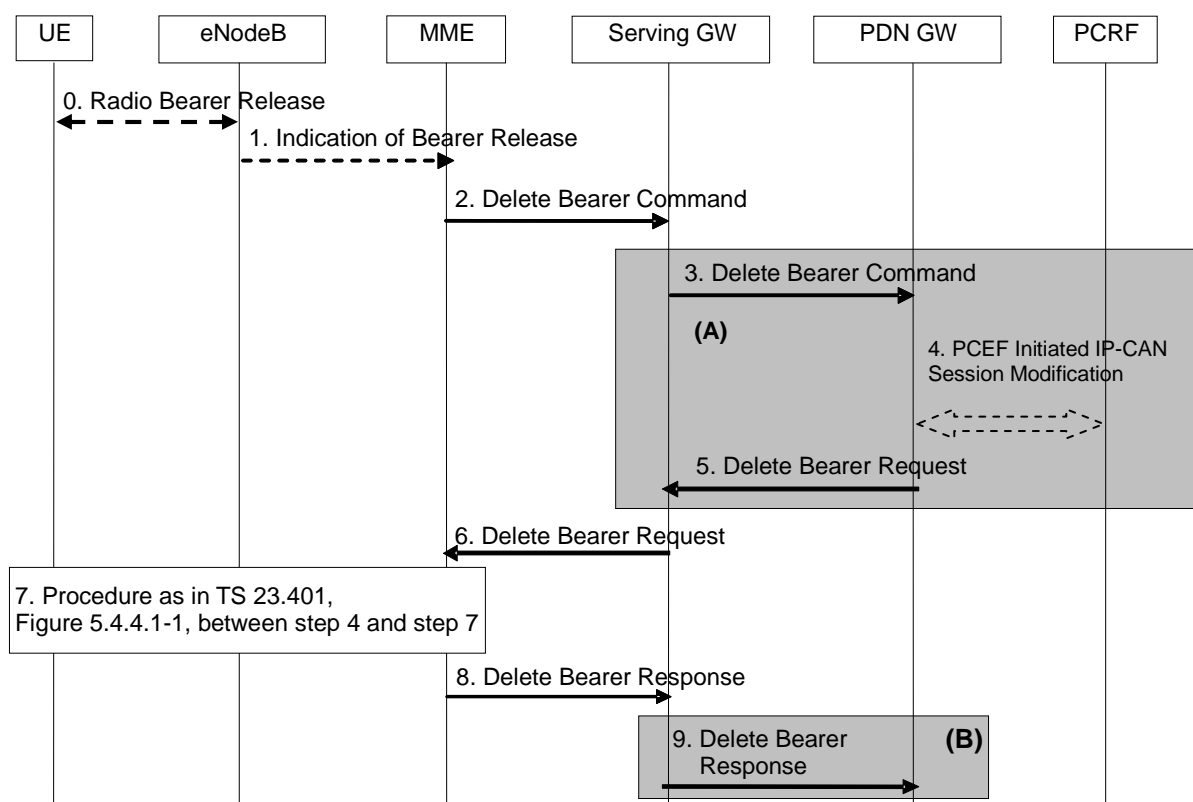 UE
eNodeB
MME
Serving GW
PDN GW
PCRF
0. Radio Bearer Release
1. Indication of Bearer Release
2. Delete Bearer Command
3. Delete Bearer Command
(A)
4. PCEF Initiated IP-CAN
Session Modification
5. Delete Bearer Request
6. Delete Bearer Request
7. Procedure as in TS 23.401,
Figure 5.4.4.1-1, between step 4 and step 7
8. Delete Bearer Response
9. Delete Bearer
Response
(B)